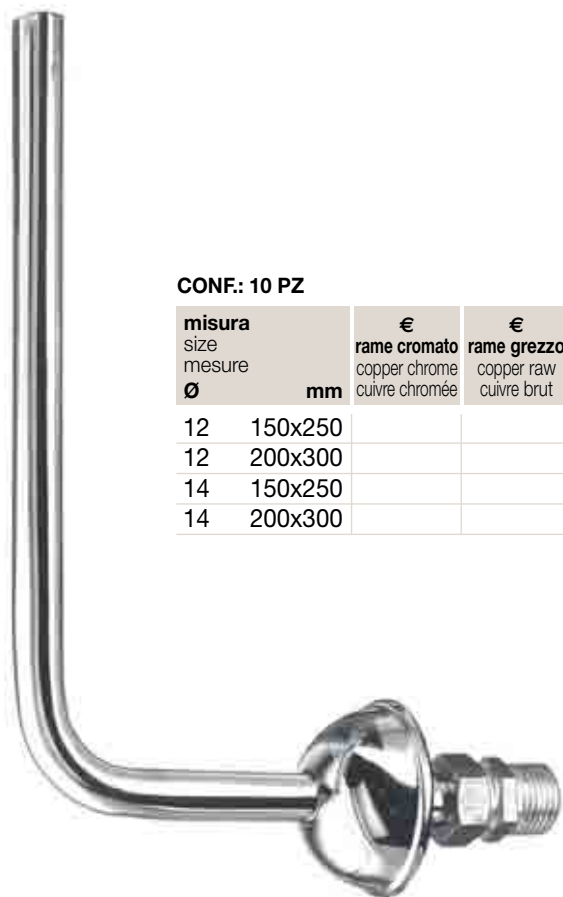 CONF.: 10 PZ
misura
size
mesure
Ø mm
€
rame cromato
copper chrome
cuivre chromée
€
rame grezzo
copper raw
cuivre brut
12 150x250
12 200x300
14 150x250
14 200x300